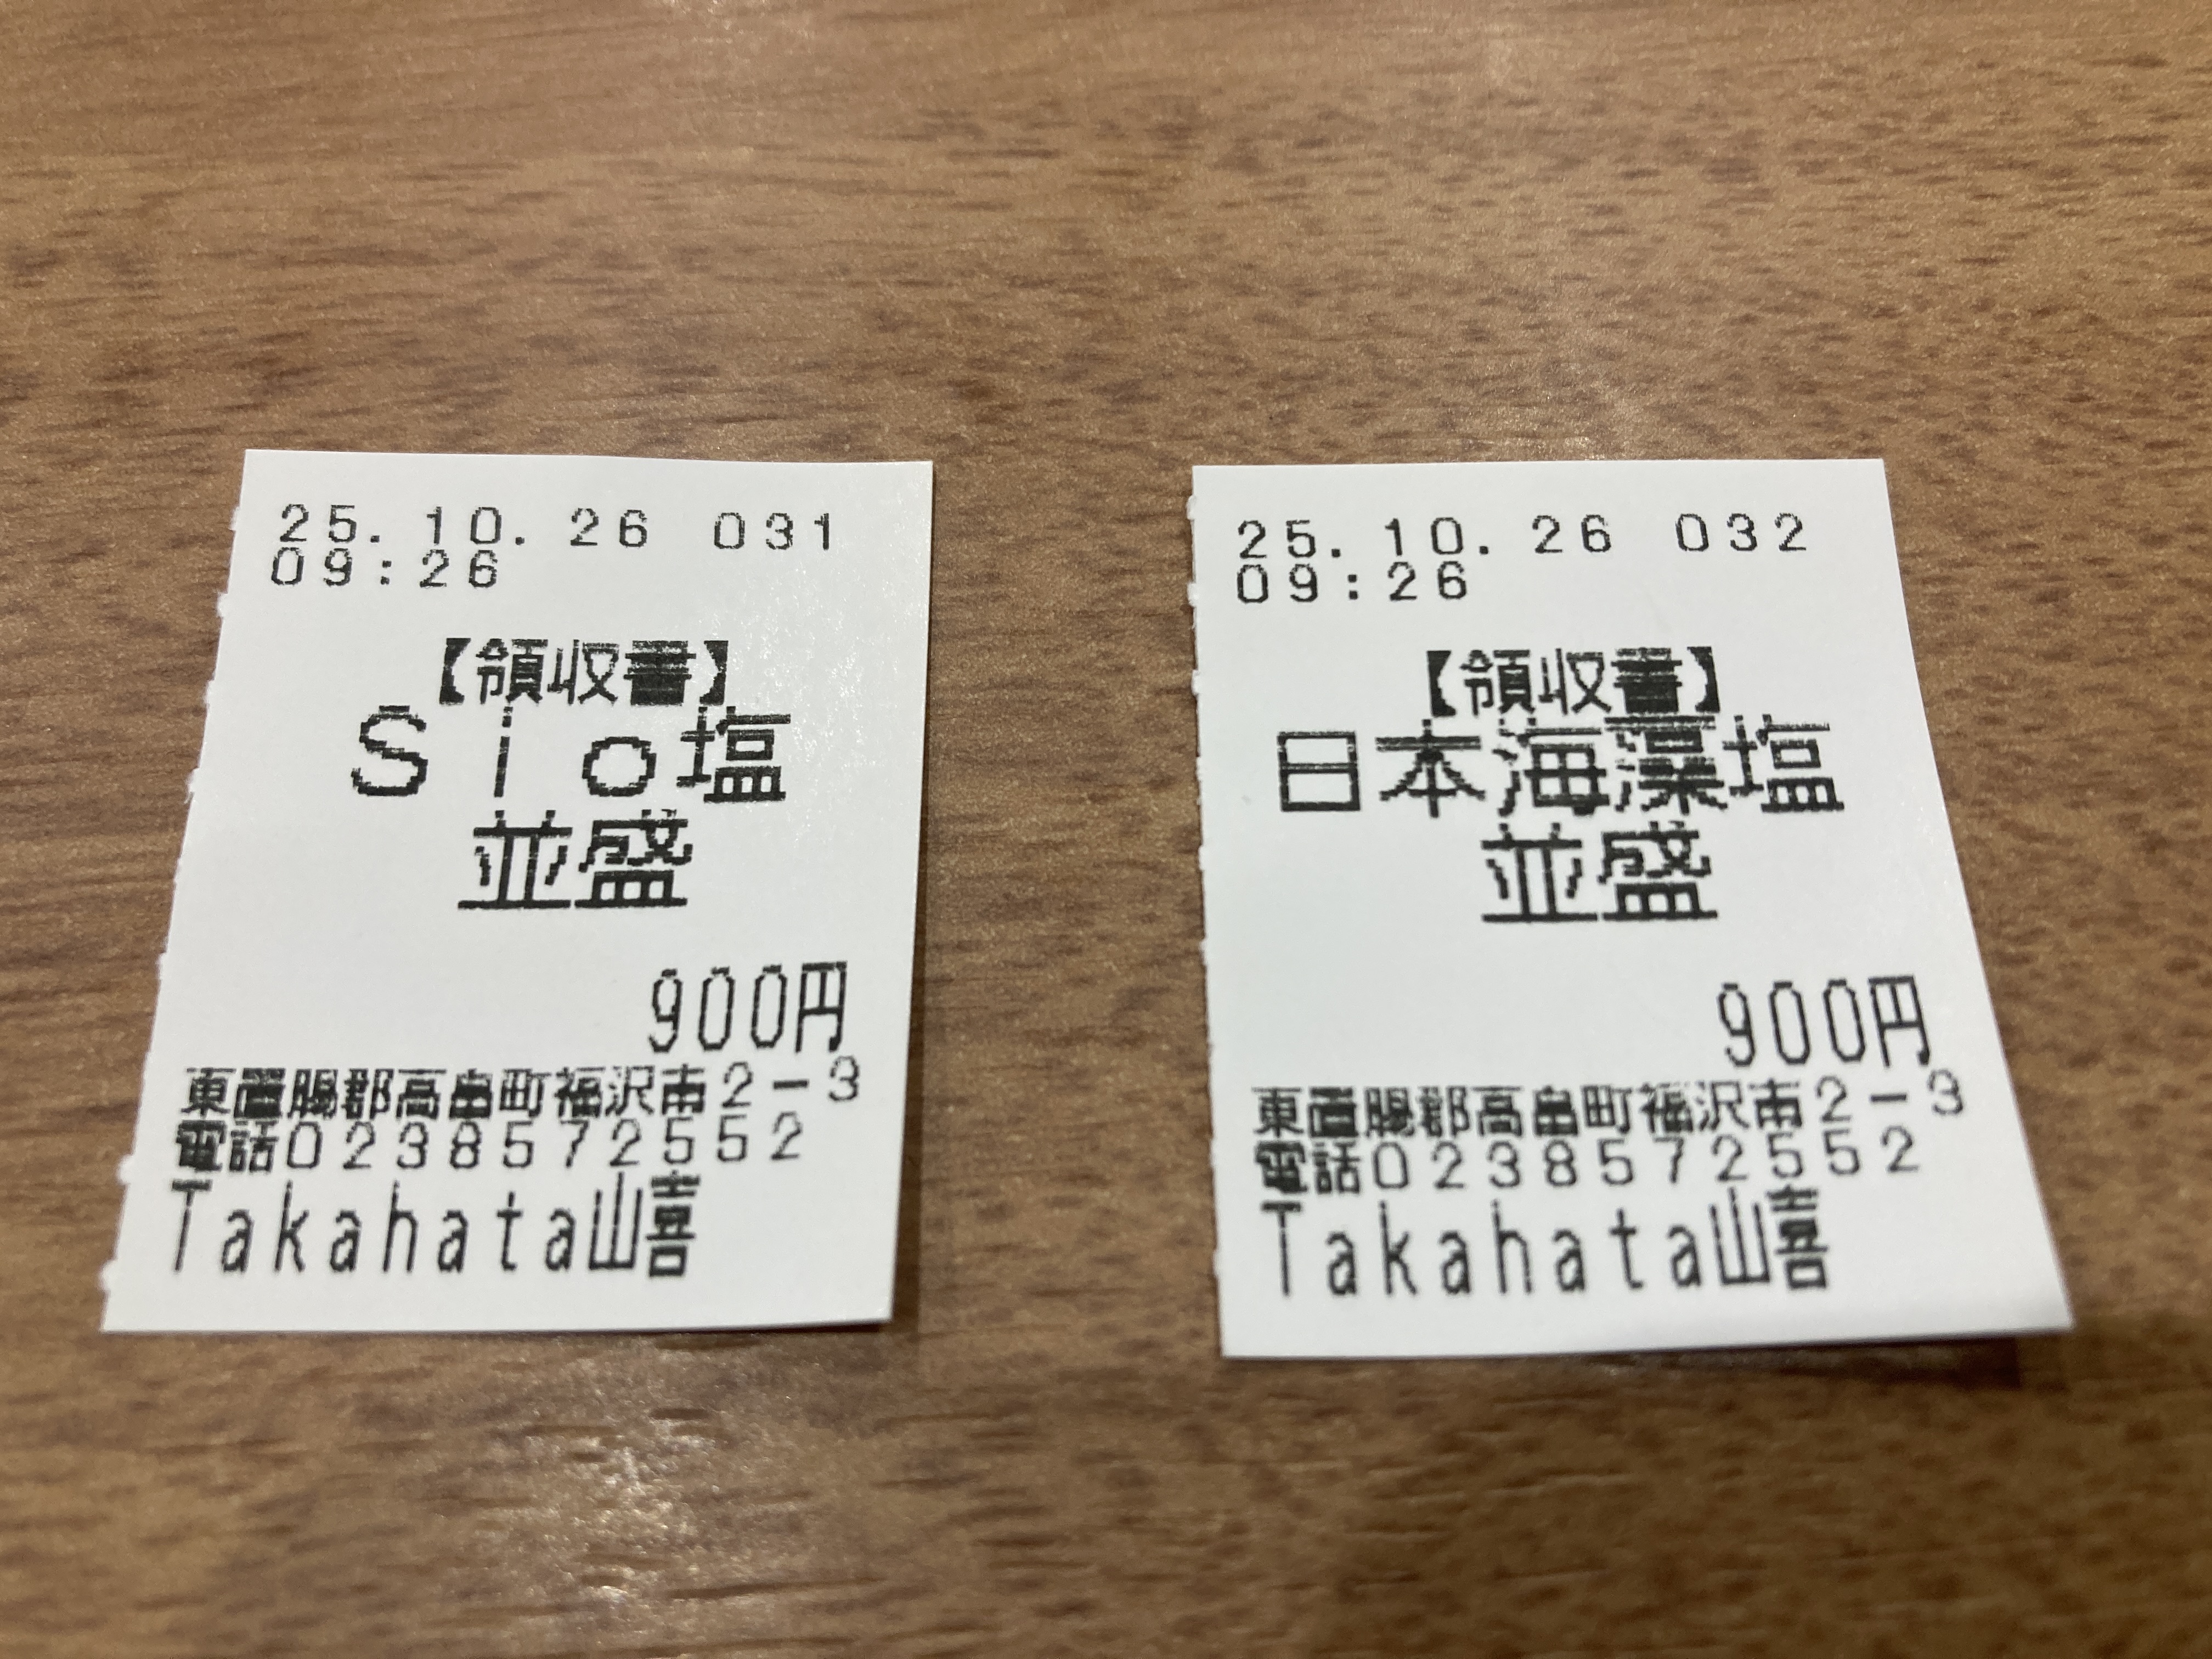 25.10.26 031
09:26
【領収書】
Sio塩
並盛
900円
東置賜郡高畠町福沢南2-3
電話0238572552
Takahata山喜
25.10.26 032
09:26
【領収書】
日本海藻塩
並盛
900円
東置賜郡高畠町福沢南2-3
電話0238572552
Takahata山喜